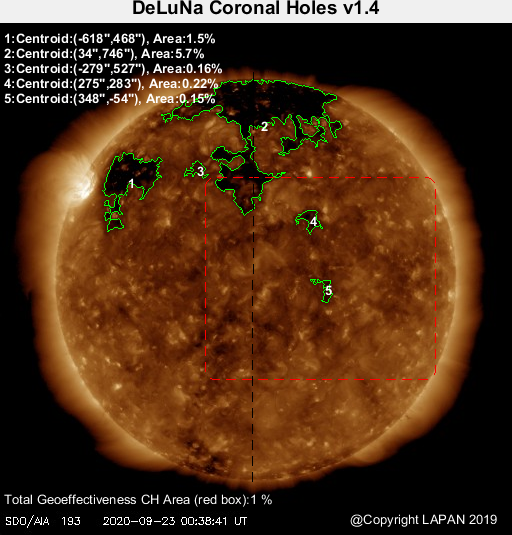 DeLuNa Coronal Holes v1.4
1:Centroid:(-618",468"), Area:1.5%
2:Centroid:(34",746"), Area:5.7%
3:Centroid:(-279",527"), Area:0.16%
4:Centroid:(275",283"), Area:0.22%
5:Centroid:(348",-54"), Area:0.15%
2
3
1
4
5
Total Geoeffectiveness CH Area (red box):1 %
SDO/AIA 193 2020-09-23 00:38:41 UT
@Copyright LAPAN 2019